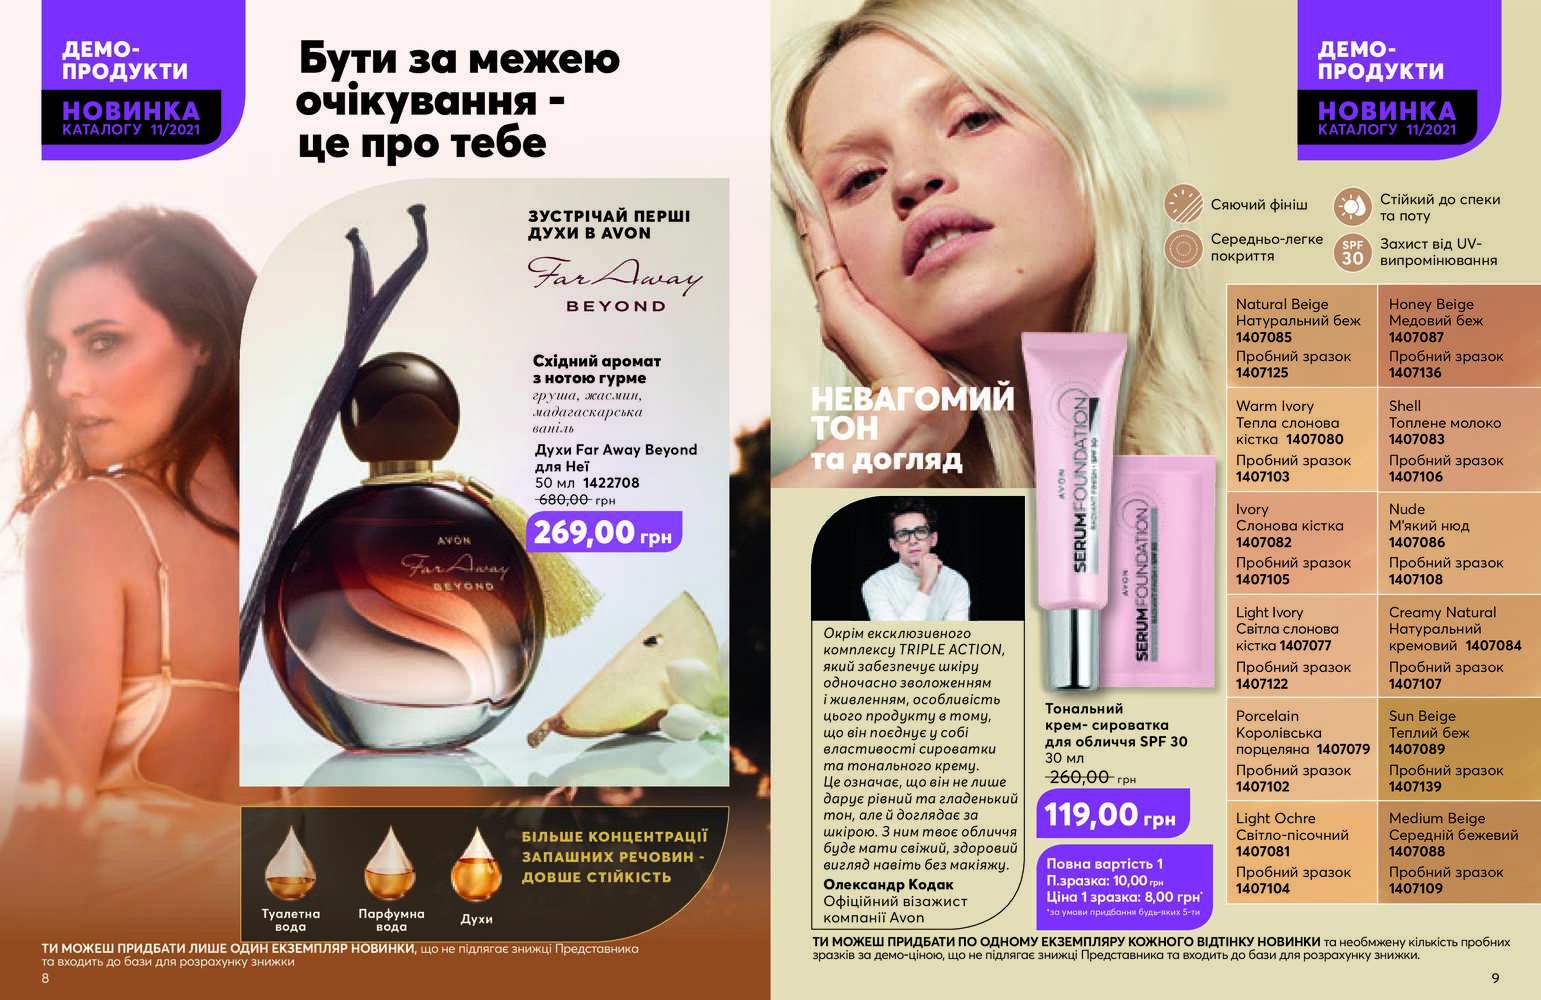 ДЕМО-
ПРОДУКТИ
НОВИНКА
КАТАЛОГУ 11/2021
Бути за межею
очікування -
це про тебе
ЗУСТРІЧАЙ ПЕРШІ
ДУХИ В AVON
Far Away
BEYOND
Східний аромат
з нотою гурме
груша, жасмин,
мадагаскарська
ваніль
Духи Far Away Beyond
для Неї
50 мл 1422708
680,00 грн
269,00 грн
AVON
Far Away
BEYOND
БІЛЬШЕ КОНЦЕНТРАЦІЇ
ЗАПАШНИХ РЕЧОВИН -
ДОВШЕ СТІЙКІСТЬ
Туалетна
вода
Парфумна
вода
Духи
ТИ МОЖЕШ ПРИДБАТИ ЛИШЕ ОДИН ЕКЗЕМПЛЯР НОВИНКИ, що не підлягає знижці Представника
та входить до бази для розрахунку знижки
8
ДЕМО-
ПРОДУКТИ
НОВИНКА
КАТАЛОГУ 11/2021
Сяючий фініш
Стійкий до спеки
та поту
Середньо-легке
покриття
SPF
30
Захист від UV-
випромінювання
НЕВАГОМИЙ
ТОН
та догляд
AVON
SERUMFOUNDATION
RADIANT FINISH · SPF 30
AVON
SERUMFOUNDATION
RADIANT FINISH · SPF 30
Окрім ексклюзивного
комплексу TRIPLE ACTION,
який забезпечує шкіру
одночасно зволоженням
і живленням, особливість
цього продукту в тому,
що він поєднує у собі
властивості сироватки
та тонального крему.
Це означає, що він не лише
дарує рівний та гладенький
тон, але й доглядає за
шкірою. З ним твоє обличчя
буде мати свіжий, здоровий
вигляд навіть без макіяжу.
Олександр Кодак
Офіційний візажист
компанії Avon
Тональний
крем- сироватка
для обличчя SPF 30
30 мл
260,00 грн
119,00 грн
Повна вартість 1
П.зразка: 10,00 грн
Ціна 1 зразка: 8,00 грн*
*за умови придбання будь-яких 5-ти
Natural Beige
Натуральний беж
1407085
Пробний зразок
1407125
Honey Beige
Медовий беж
1407087
Пробний зразок
1407136
Warm Ivory
Тепла слонова
кістка 1407080
Пробний зразок
1407103
Shell
Топлене молоко
1407083
Пробний зразок
1407106
Ivory
Слонова кістка
1407082
Пробний зразок
1407105
Nude
М'який нюд
1407086
Пробний зразок
1407108
Light Ivory
Світла слонова
кістка 1407077
Пробний зразок
1407122
Creamy Natural
Натуральний
кремовий 1407084
Пробний зразок
1407107
Porcelain
Королівська
порцеляна 1407079
Пробний зразок
1407102
Sun Beige
Теплий беж
1407089
Пробний зразок
1407139
Light Ochre
Світло-пісочний
1407081
Пробний зразок
1407104
Medium Beige
Середній бежевий
1407088
Пробний зразок
1407109
ТИ МОЖЕШ ПРИДБАТИ ПО ОДНОМУ ЕКЗЕМПЛЯРУ КОЖНОГО ВІДТІНКУ НОВИНКИ та необмжену кількість пробних
зразків за демо-ціною, що не підлягає знижці Представника та входить до бази для розрахунку знижки.
9